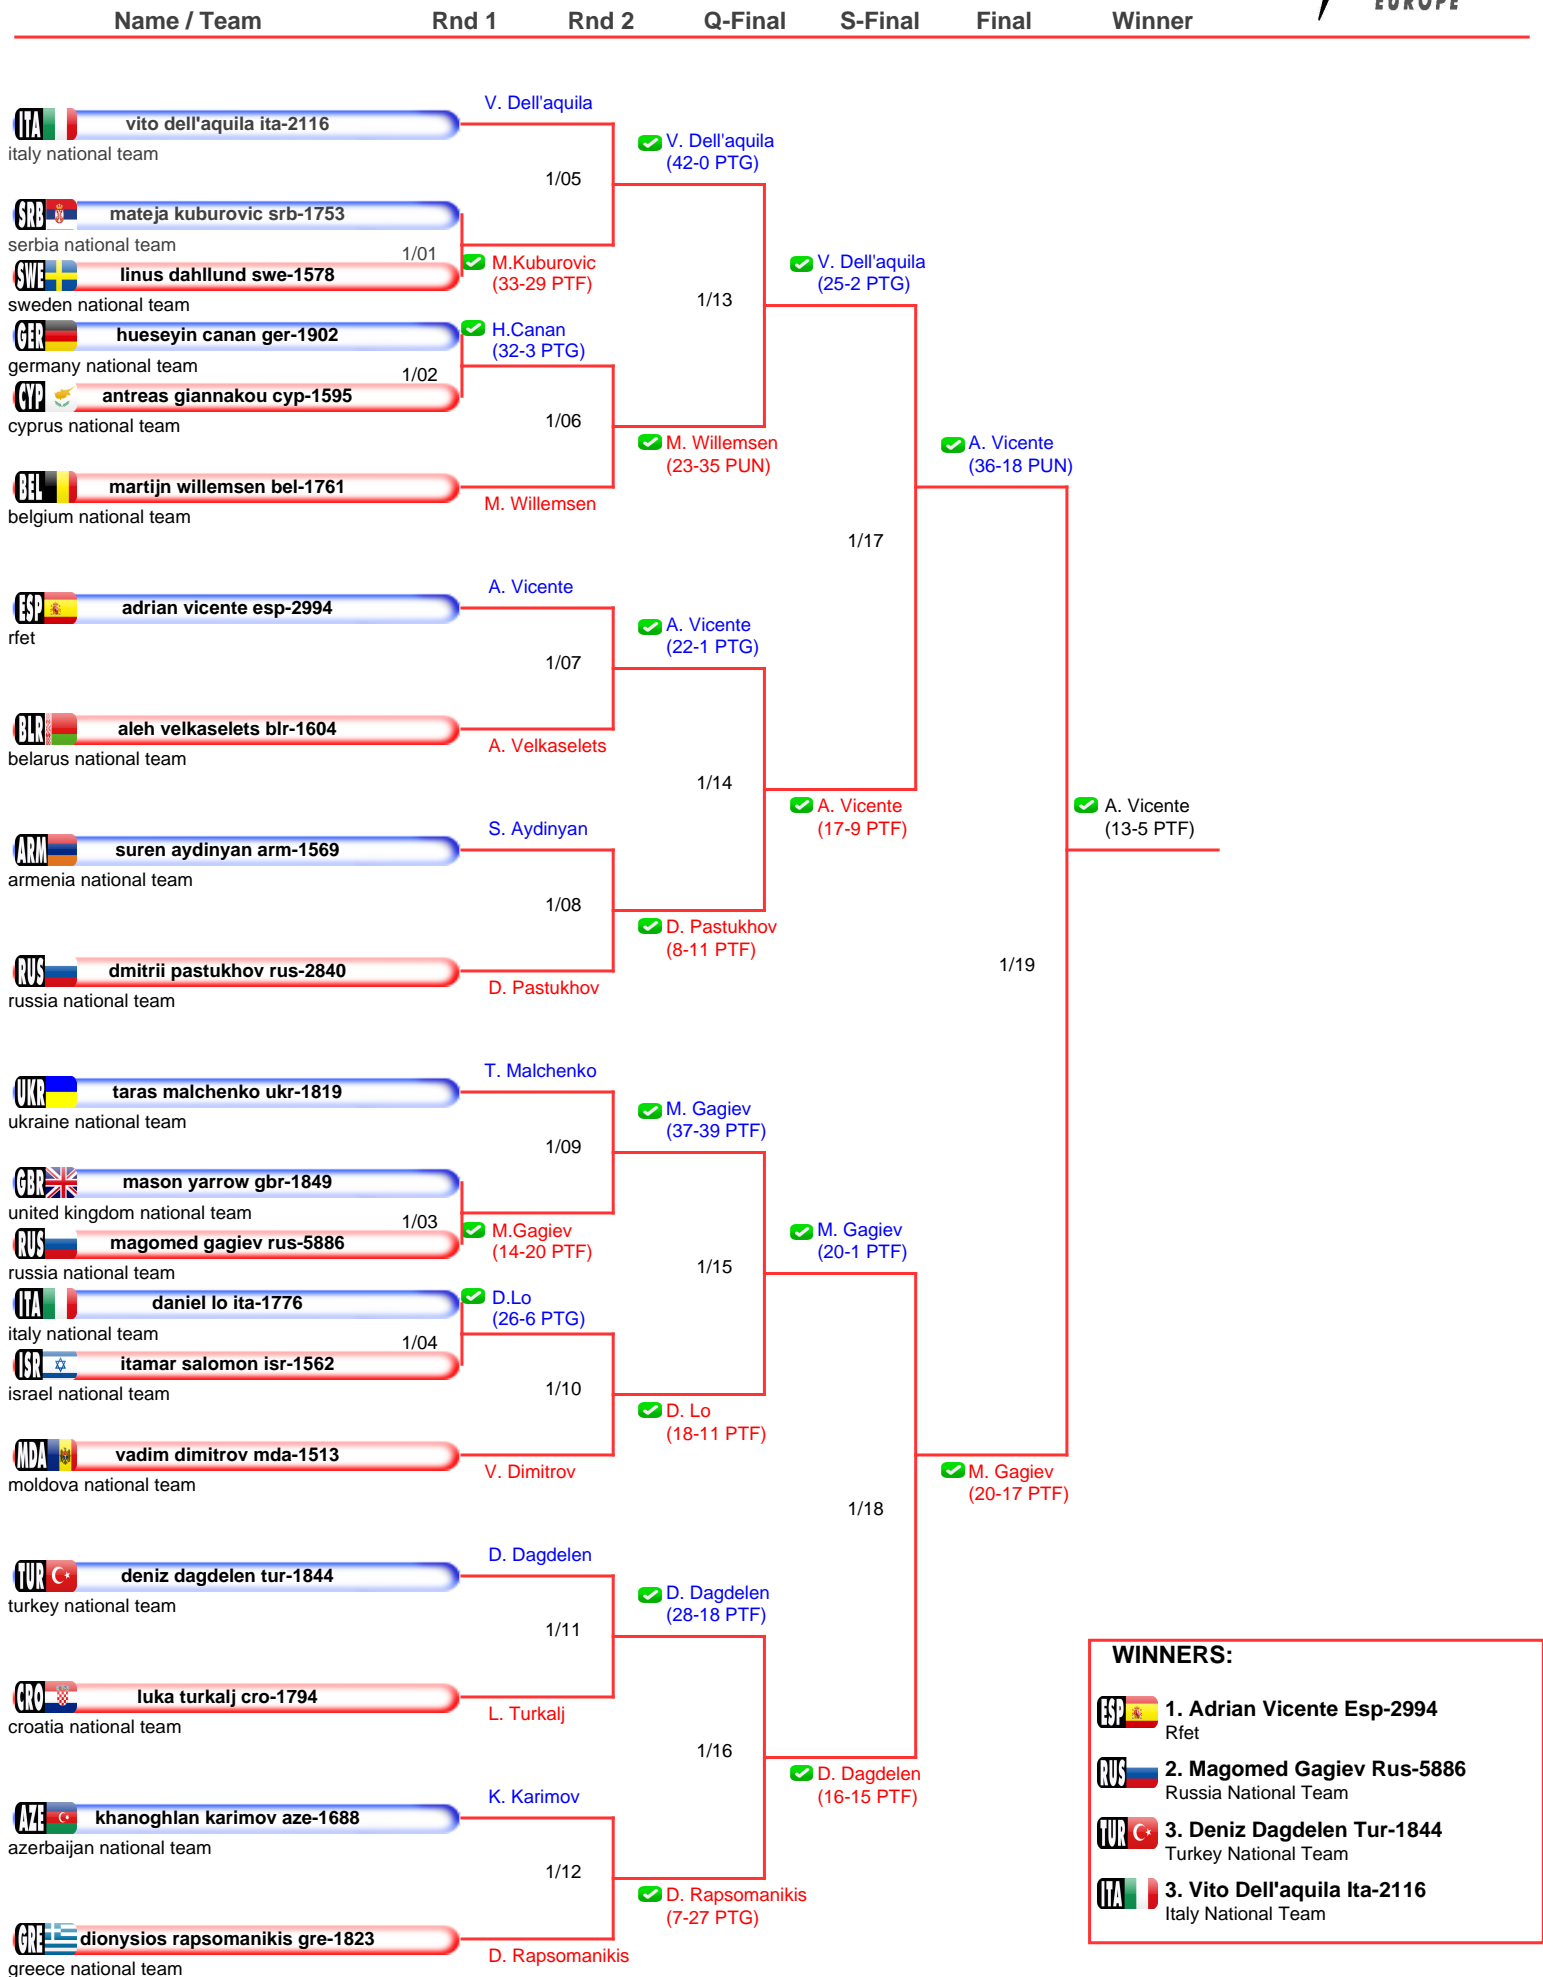 EUROPE
Name / Team Rnd 1 Rnd 2 Q-Final S-Final Final Winner
V. Dell'aquila
ITA vito dell'aquila ita-2116
italy national team
V. Dell'aquila
(42-0 PTG)
1/05
SRB mateja kuburovic srb-1753
serbia national team
1/01
SWE linus dahllund swe-1578
sweden national team
M.Kuburovic
(33-29 PTF)
V. Dell'aquila
(25-2 PTG)
1/13
GER hueseyin canan ger-1902
germany national team
H.Canan
(32-3 PTG)
1/02
CYP antreas giannakou cyp-1595
cyprus national team
1/06
M. Willemsen
(23-35 PUN)
A. Vicente
(36-18 PUN)
BEL martijn willemsen bel-1761
belgium national team
M. Willemsen
1/17
A. Vicente
ESP adrian vicente esp-2994
rfet
A. Vicente
(22-1 PTG)
1/07
BLR aleh velkaselets blr-1604
belarus national team
A. Velkaselets
1/14
A. Vicente
(17-9 PTF)
A. Vicente
(13-5 PTF)
S. Aydinyan
ARM suren aydinyan arm-1569
armenia national team
1/08
D. Pastukhov
(8-11 PTF)
RUS dmitrii pastukhov rus-2840
russia national team
D. Pastukhov
1/19
T. Malchenko
UKR taras malchenko ukr-1819
ukraine national team
M. Gagiev
(37-39 PTF)
1/09
GBR mason yarrow gbr-1849
united kingdom national team
1/03
RUS magomed gagiev rus-5886
russia national team
M.Gagiev
(14-20 PTF)
M. Gagiev
(20-1 PTF)
1/15
ITA daniel lo ita-1776
italy national team
D.Lo
(26-6 PTG)
1/04
ISR itamar salomon isr-1562
israel national team
1/10
D. Lo
(18-11 PTF)
MDA vadim dimitrov mda-1513
moldova national team
V. Dimitrov
M. Gagiev
(20-17 PTF)
1/18
D. Dagdelen
TUR deniz dagdelen tur-1844
turkey national team
D. Dagdelen
(28-18 PTF)
1/11
CRO luka turkalj cro-1794
croatia national team
L. Turkalj
1/16
D. Dagdelen
(16-15 PTF)
K. Karimov
AZE khanoghlan karimov aze-1688
azerbaijan national team
1/12
D. Rapsomanikis
(7-27 PTG)
GRE dionysios rapsomanikis gre-1823
greece national team
D. Rapsomanikis
WINNERS:
ESP 1. Adrian Vicente Esp-2994
Rfet
RUS 2. Magomed Gagiev Rus-5886
Russia National Team
TUR 3. Deniz Dagdelen Tur-1844
Turkey National Team
ITA 3. Vito Dell'aquila Ita-2116
Italy National Team